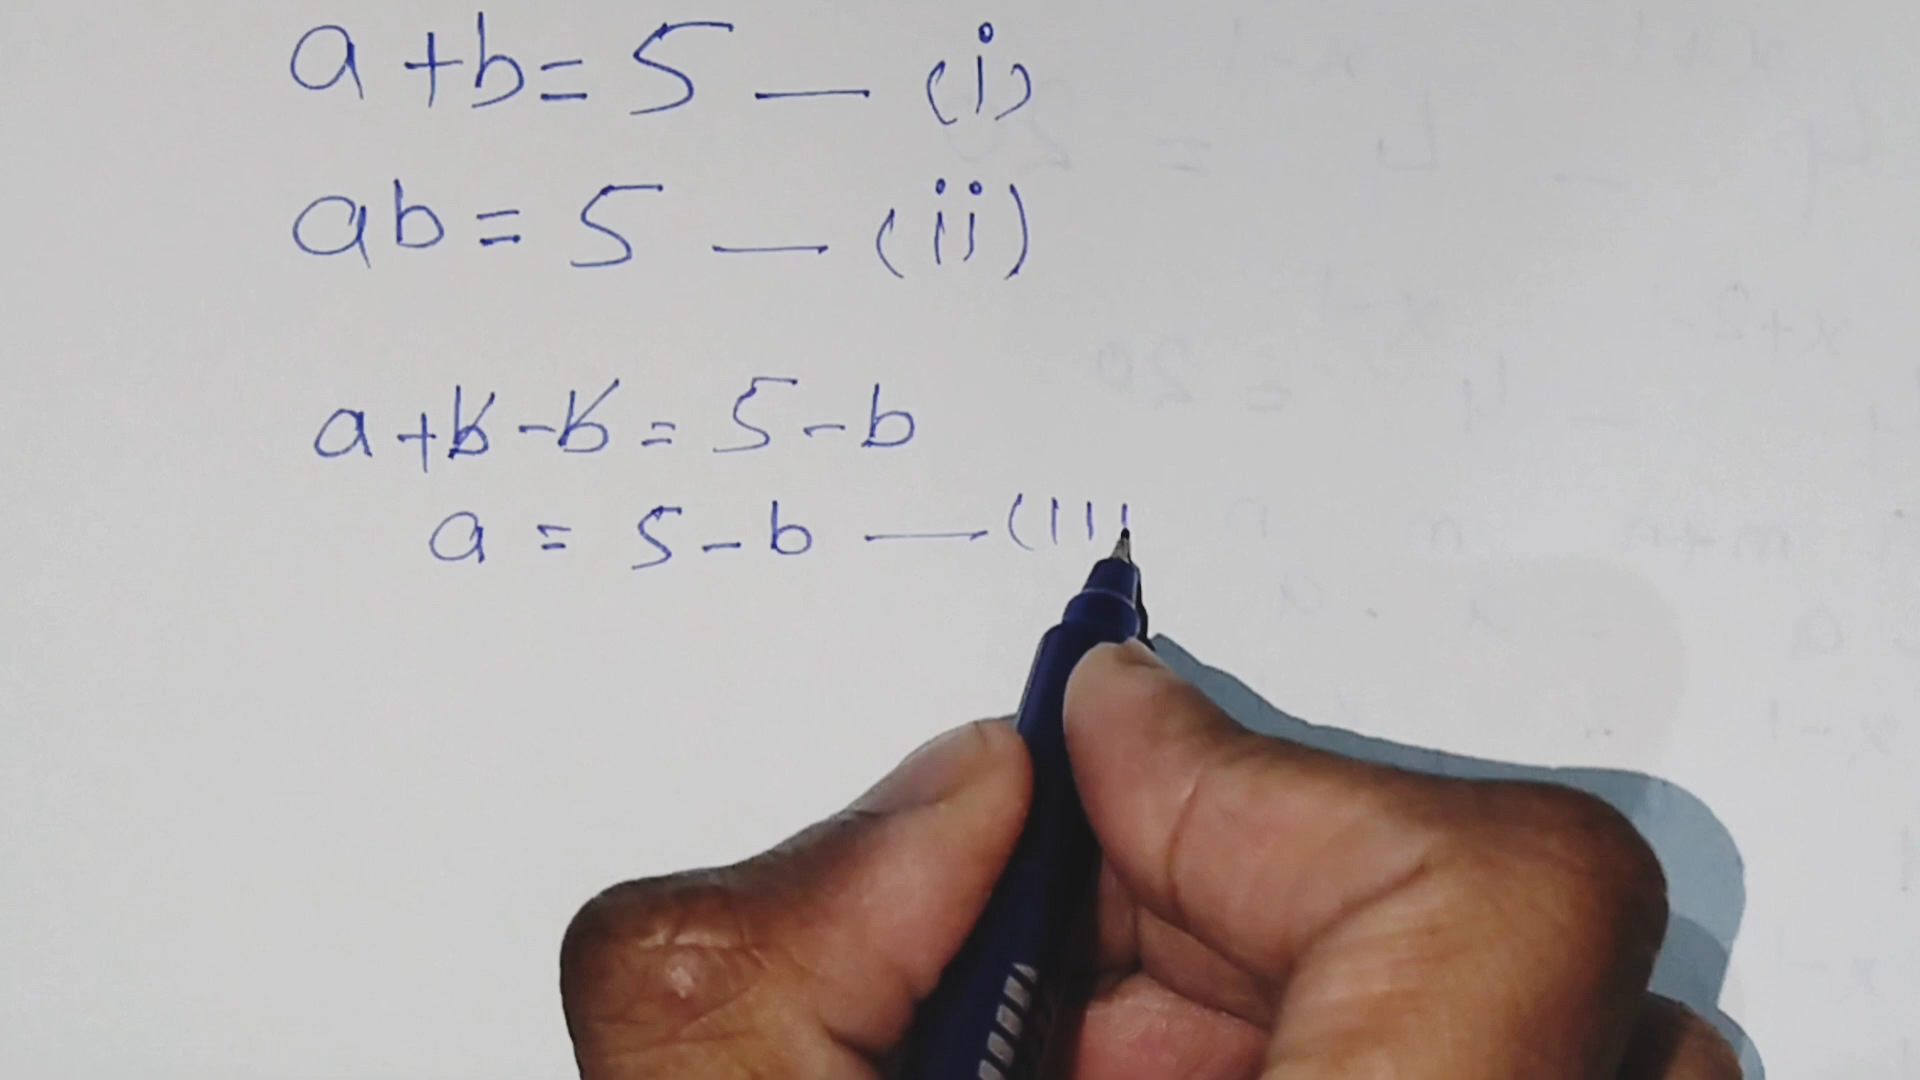 a+b=5 — (i)
ab=5 — (ii)
a+b-b=5-b
a = 5-b — (III